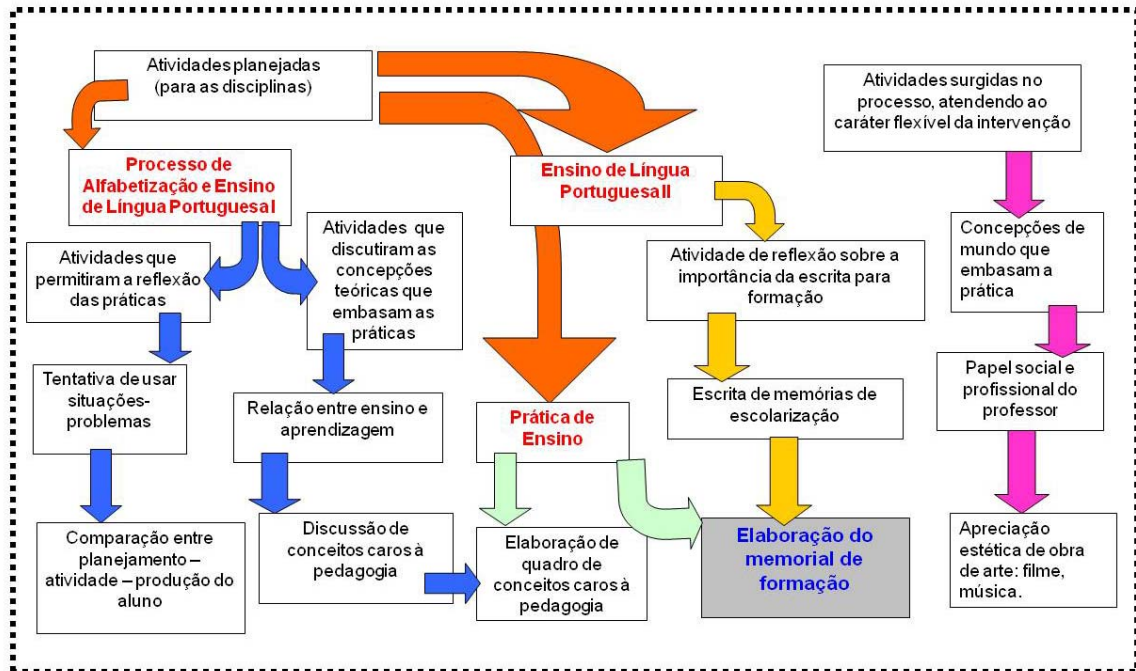 Atividades planejadas
(para as disciplinas)
Atividades surgidas no
processo, atendendo ao
caráter flexível da intervenção
Processo de
Alfabetização e Ensino
de Língua Portuguesa I
Ensino de Língua
Portuguesa II
Atividades que
permitiram a reflexão
das práticas
Atividades que
discutiram as
concepções
teóricas que
embasam as
práticas
Atividade de reflexão sobre a
importância da escrita para
formação
Concepções de
mundo que
embasam a
prática
Tentativa de usar
situações-
problemas
Relação entre ensino e
aprendizagem
Prática de
Ensino
Escrita de memórias de
escolarização
Papel social e
profissional do
professor
Comparação entre
planejamento –
atividade – produção do
aluno
Discussão de
conceitos caros à
pedagogia
Elaboração de
quadro de
conceitos caros à
pedagogia
Elaboração do
memorial de
formação
Apreciação
estética de obra
de arte: filme,
música.